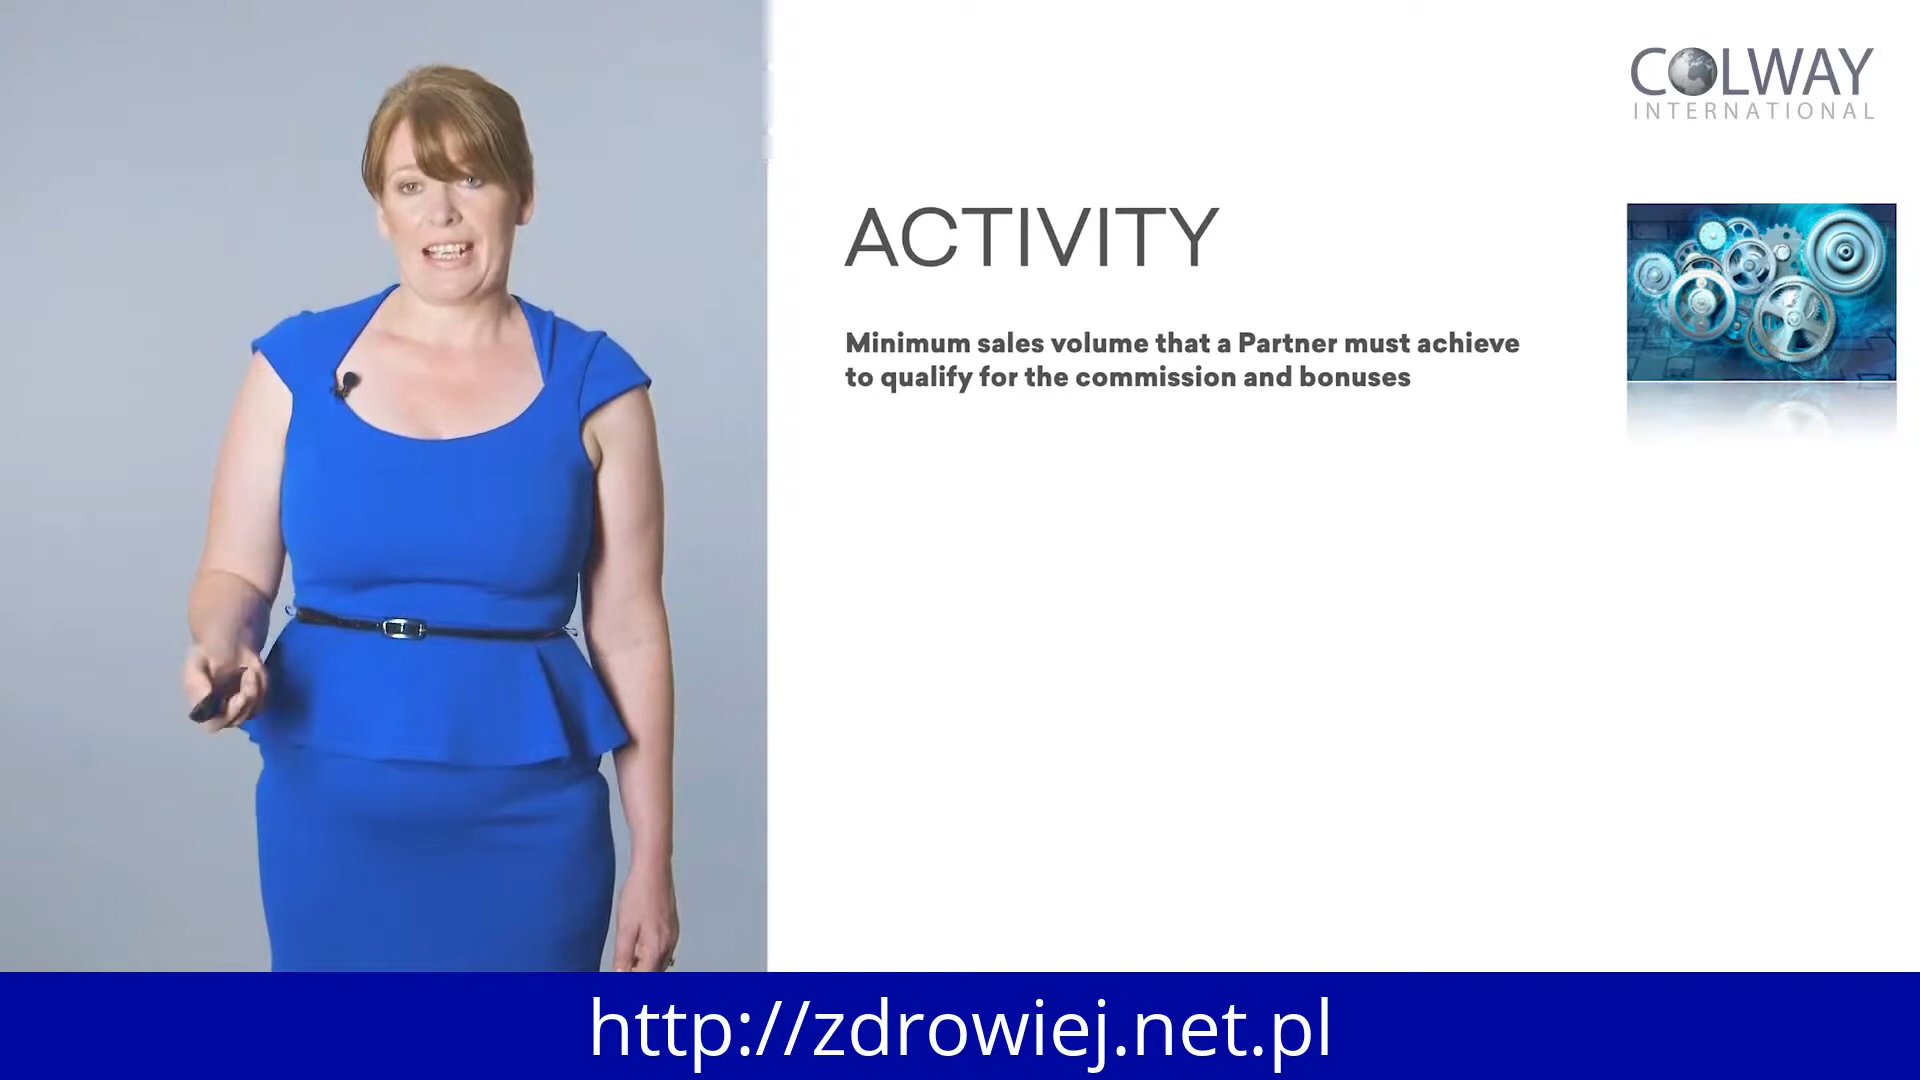 COLWAY
INTERNATIONAL
ACTIVITY
Minimum sales volume that a Partner must achieve
to qualify for the commission and bonuses
http://zdrowiej.net.pl